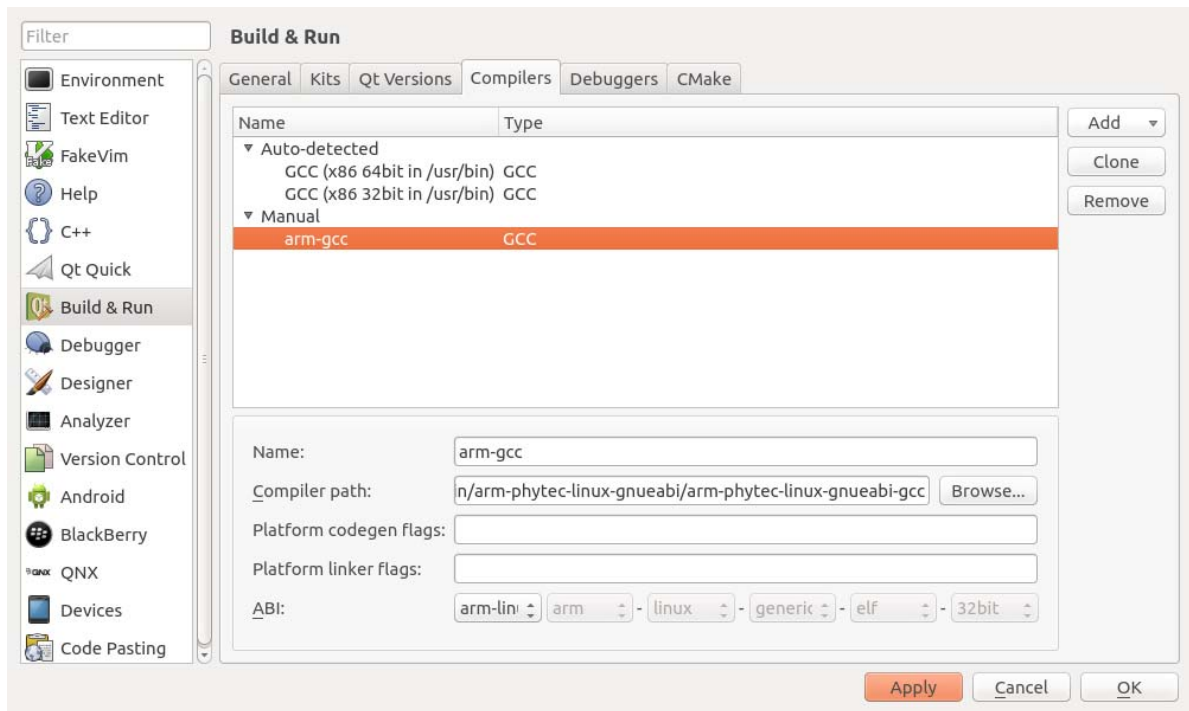 Filter
Build & Run
Environment
Text Editor
FakeVim
Help
C++
Qt Quick
Build & Run
Debugger
Designer
Analyzer
Version Control
Android
BlackBerry
QNX
Devices
Code Pasting
General Kits Qt Versions Compilers Debuggers CMake
Name Type
Auto-detected
GCC (x86 64bit in /usr/bin) GCC
GCC (x86 32bit in /usr/bin) GCC
Manual
arm-gcc GCC
Add
Clone
Remove
Name: arm-gcc
Compiler path: n/arm-phytec-linux-gnueabi/arm-phytec-linux-gnueabi-gcc Browse...
Platform codegen flags:
Platform linker flags:
ABI: arm-lin arm - linux - generic - elf - 32bit
Apply Cancel OK